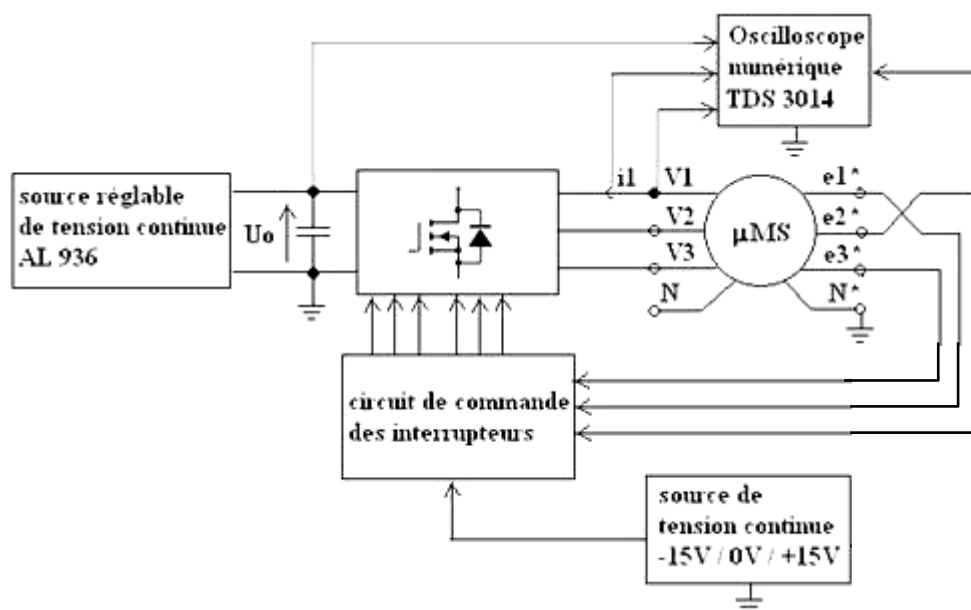 Oscilloscope
numérique
TDS 3014
source réglable
de tension continue
AL 936
Uo
i1
V1
V2
V3
N
μMS
e1*
e2*
e3*
N*
circuit de commande
des interrupteurs
source de
tension continue
-15V / 0V / +15V